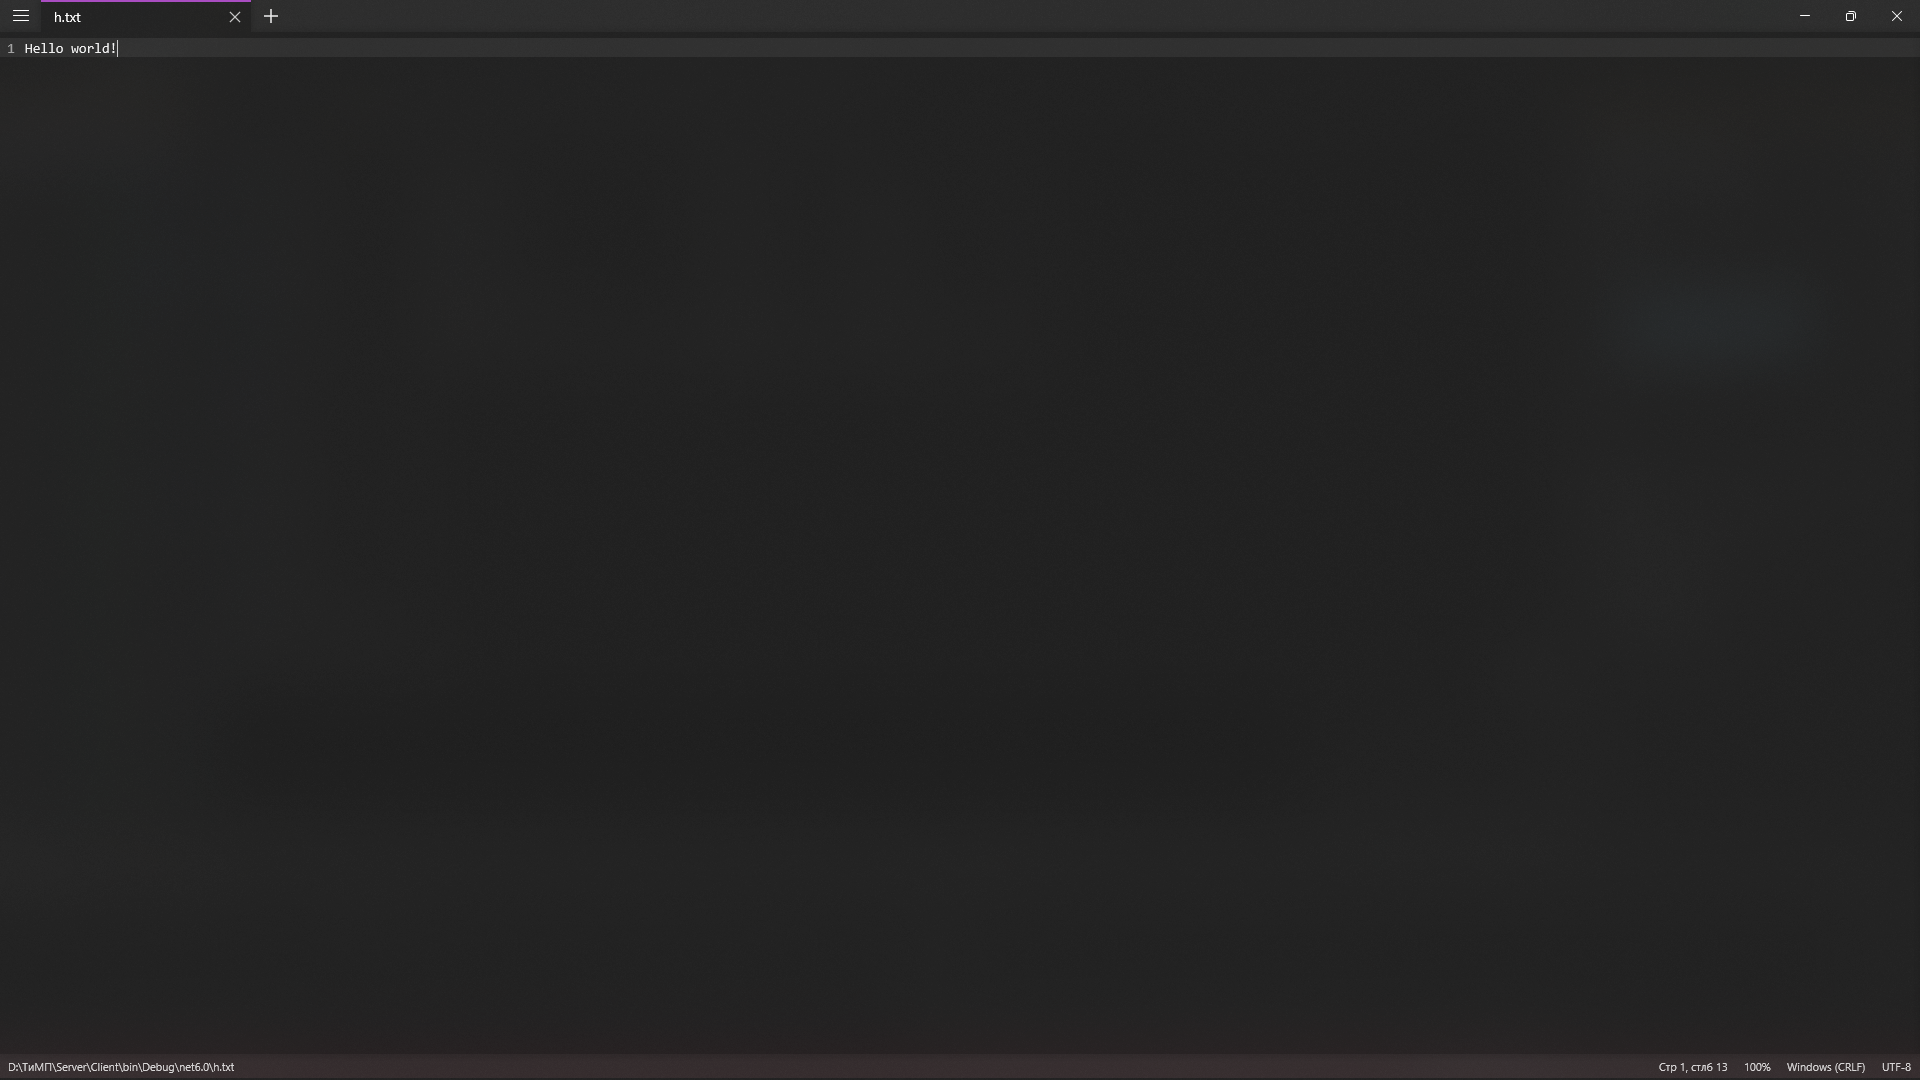 h.txt
1 Hello world!
D:\ТиМП\Server\Client\bin\Debug\net6.0\h.txt
Стр 1, стлб 13 100% Windows (CRLF) UTF-8